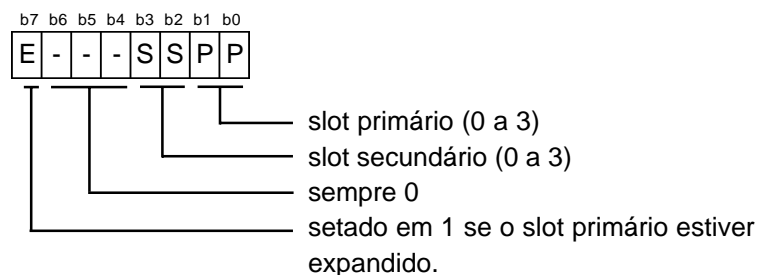 b7 b6 b5 b4 b3 b2 b1 b0
E - - - S S P P
slot primário (0 a 3)
slot secundário (0 a 3)
sempre 0
setado em 1 se o slot primário estiver
expandido.